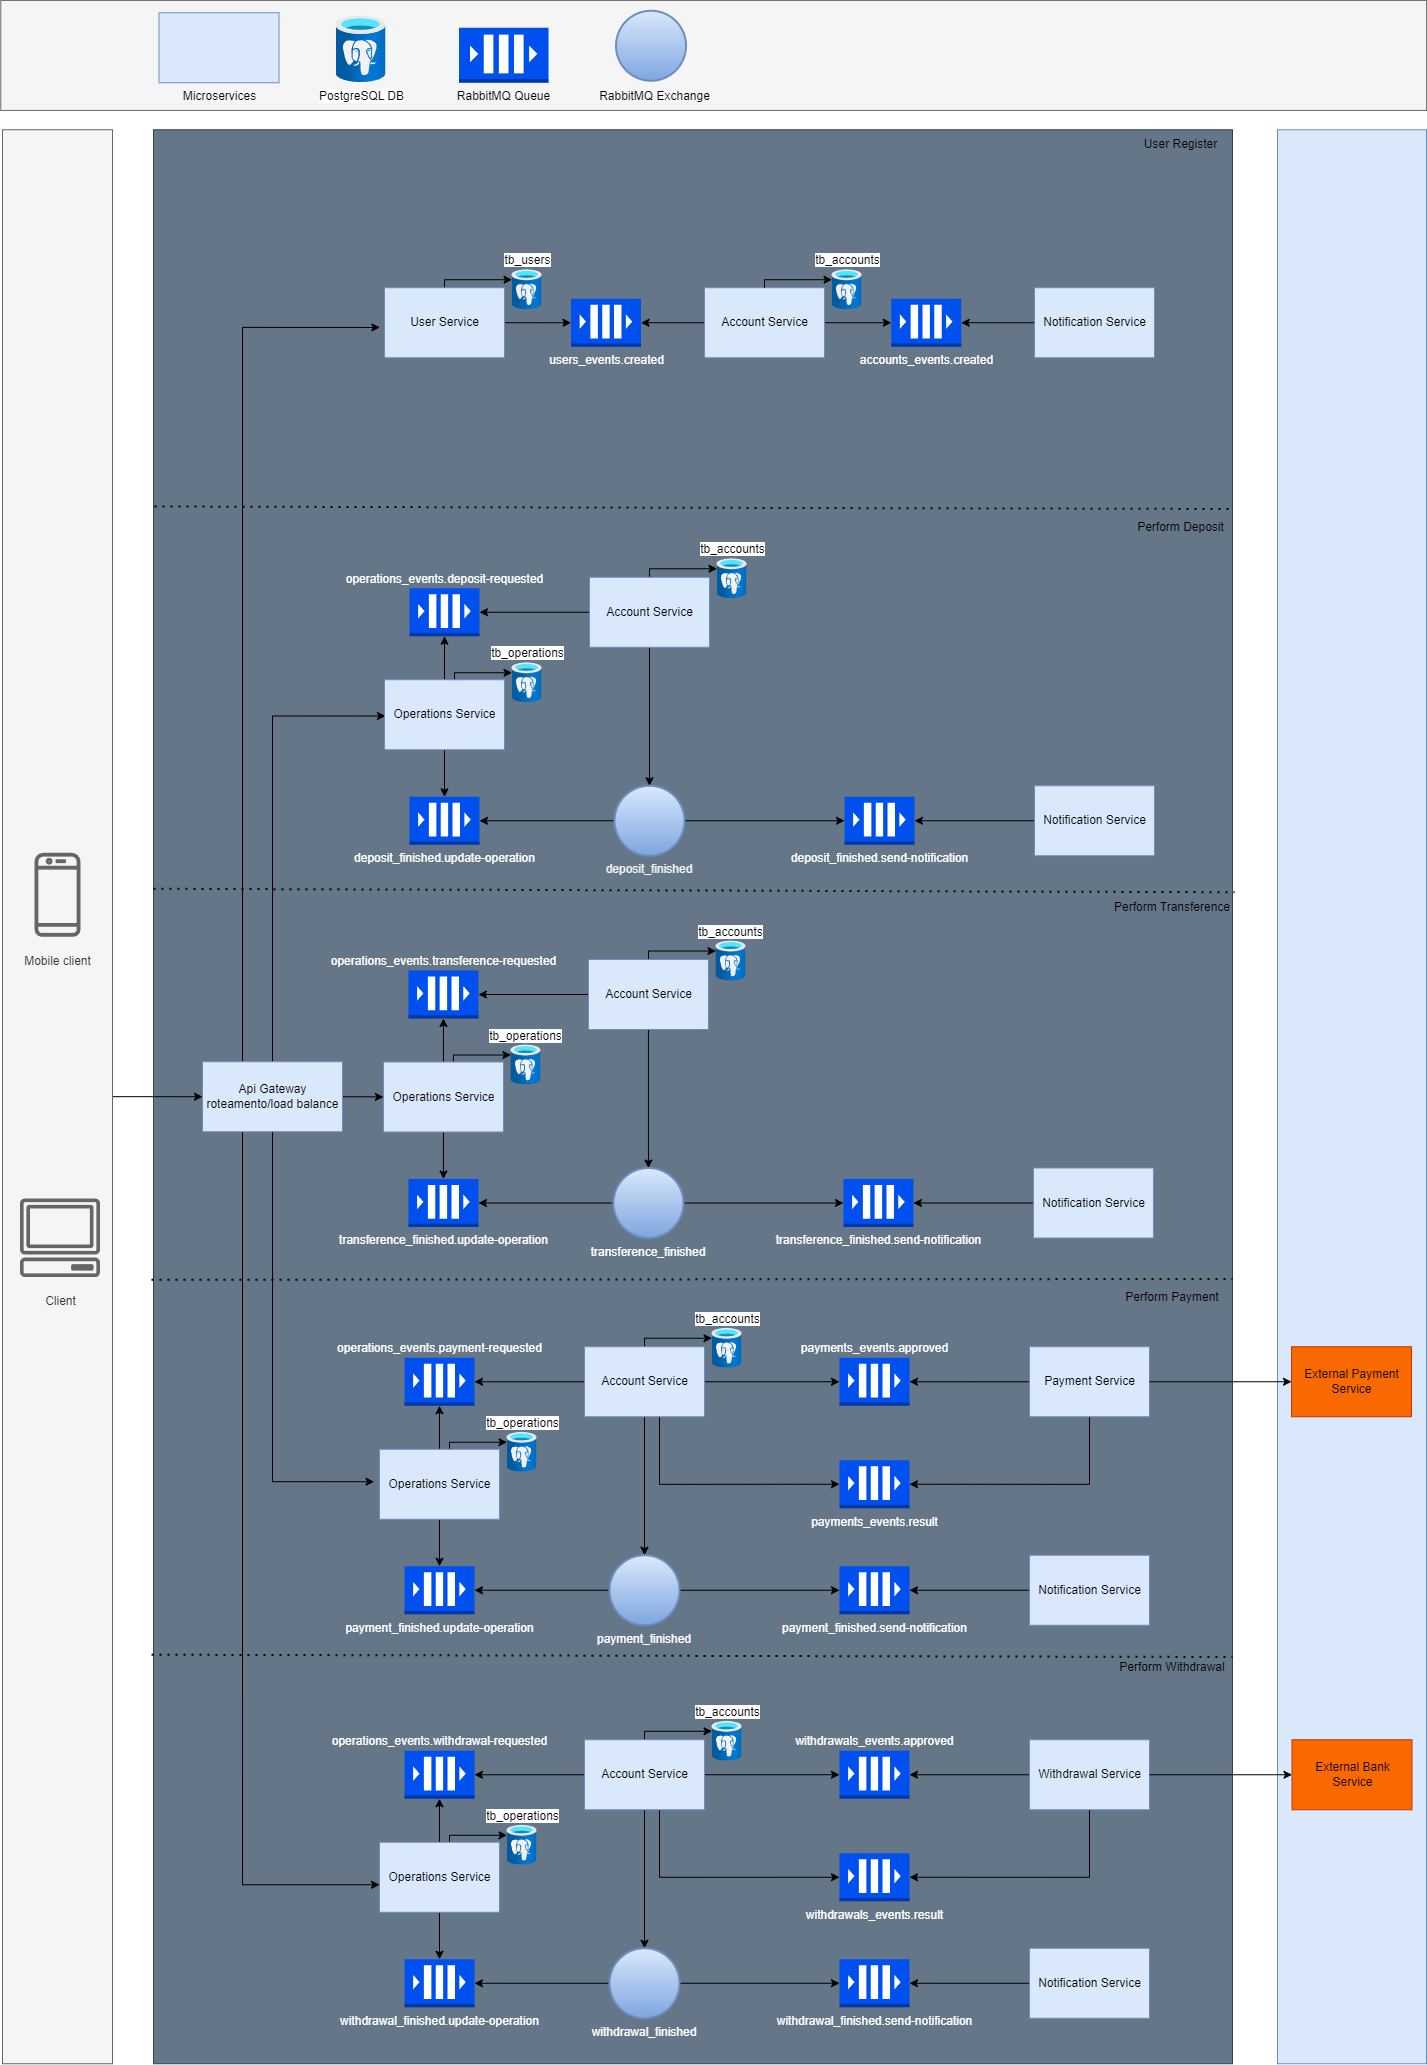 Microservices
PostgreSQL DB
RabbitMQ Queue
RabbitMQ Exchange
User Register
tb_users
tb_accounts
User Service
Account Service
Notification Service
users_events.created
accounts_events.created
Perform Deposit
tb_accounts
operations_events.deposit-requested
Account Service
tb_operations
Operations Service
Notification Service
deposit_finished.update-operation
deposit_finished
deposit_finished.send-notification
Mobile client
Perform Transference
tb_accounts
operations_events.transference-requested
Account Service
tb_operations
Api Gateway
roteamento/load balance
Operations Service
Notification Service
transference_finished.update-operation
transference_finished
transference_finished.send-notification
Client
Perform Payment
tb_accounts
operations_events.payment-requested
payments_events.approved
Account Service
Payment Service
External Payment
Service
tb_operations
Operations Service
payments_events.result
Notification Service
payment_finished.update-operation
payment_finished
payment_finished.send-notification
Perform Withdrawal
tb_accounts
operations_events.withdrawal-requested
withdrawals_events.approved
Account Service
Withdrawal Service
External Bank
Service
tb_operations
Operations Service
withdrawals_events.result
Notification Service
withdrawal_finished.update-operation
withdrawal_finished
withdrawal_finished.send-notification